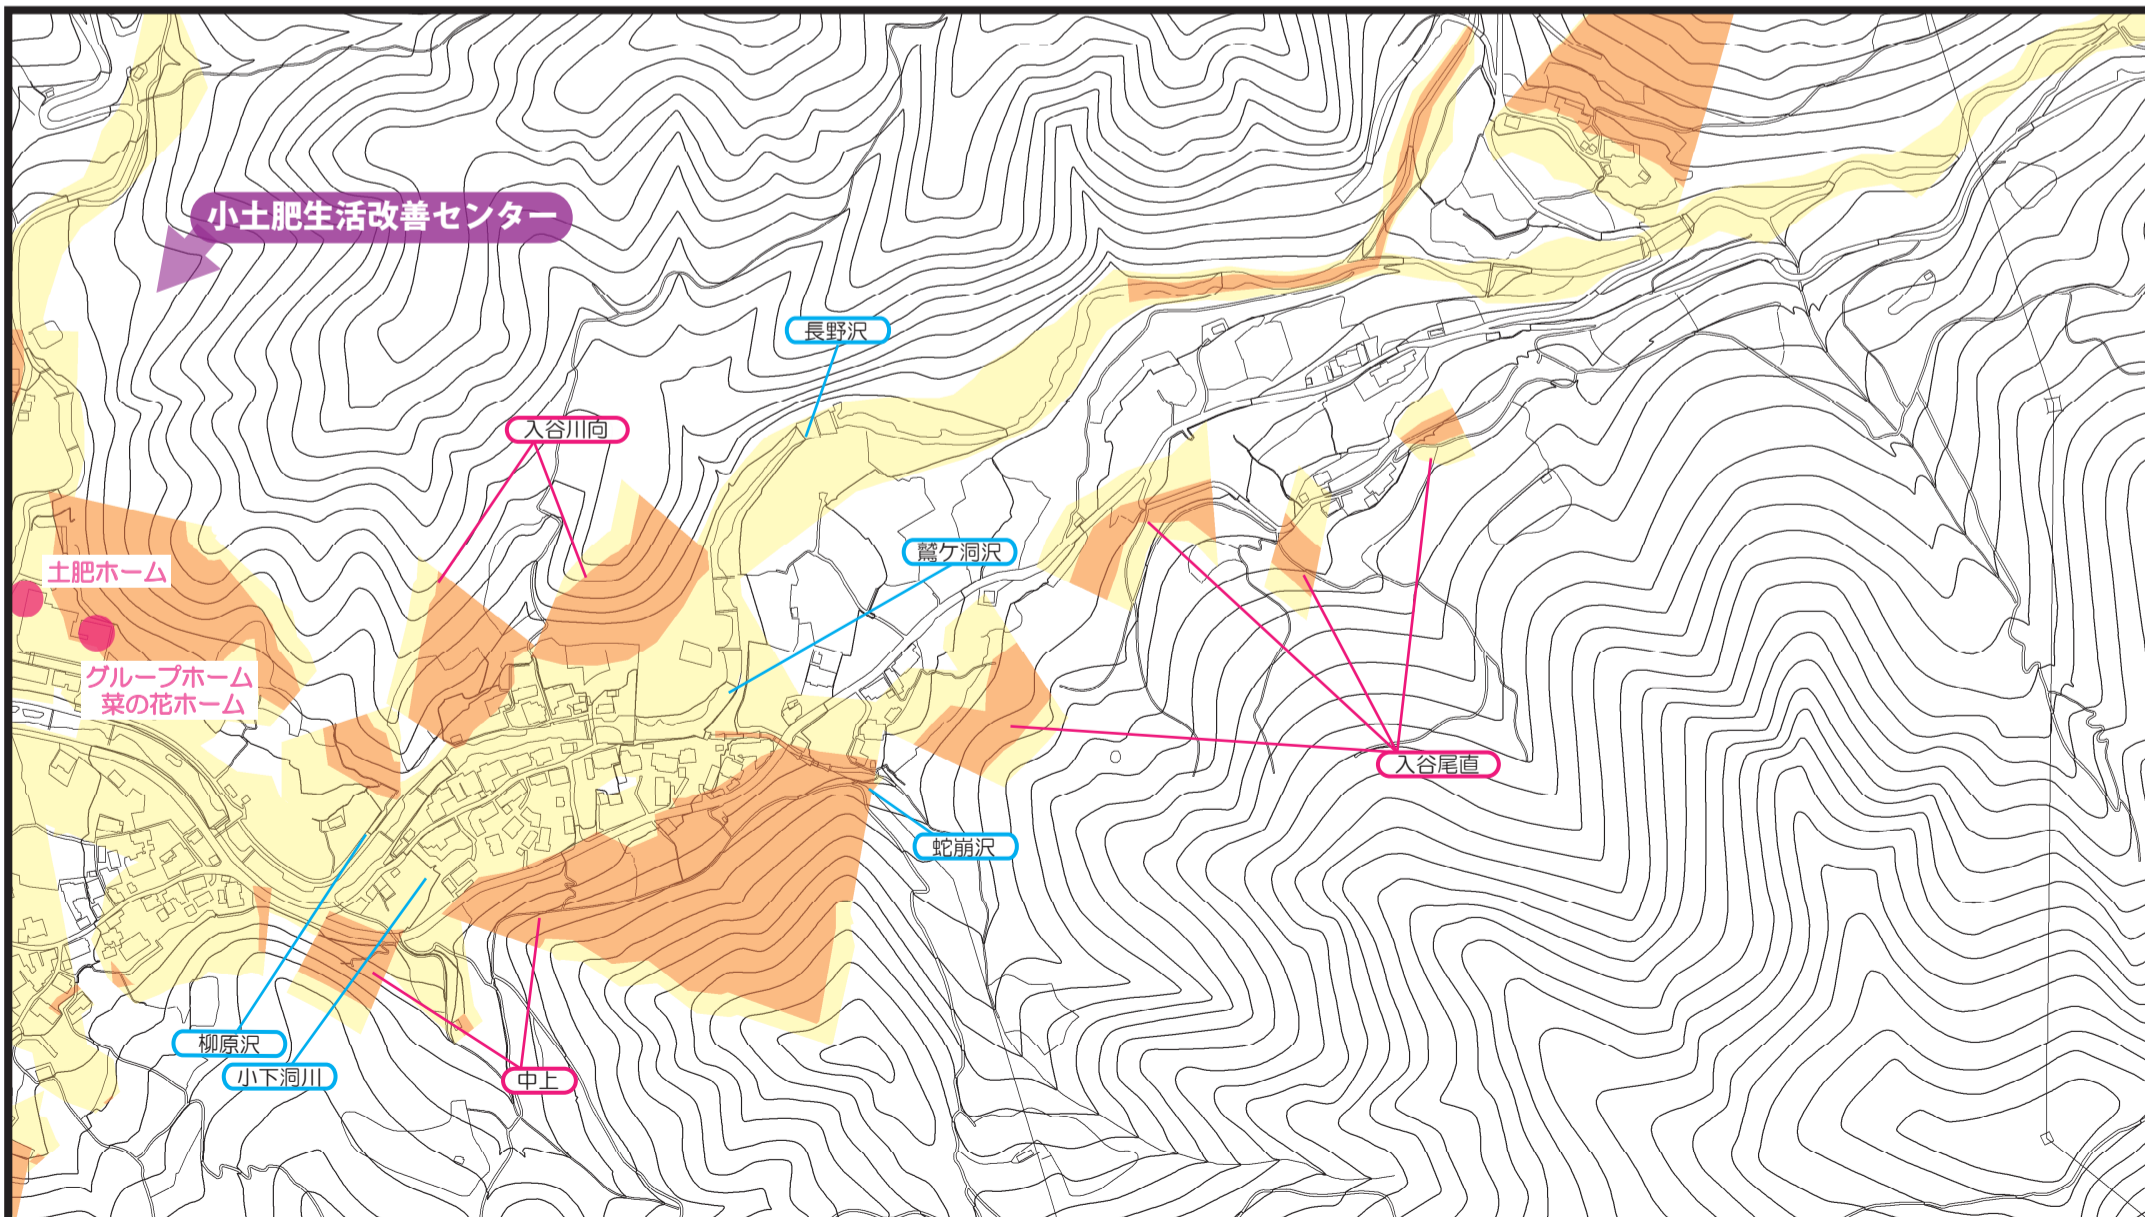 小土肥生活改善センター
長野沢
入谷川向
鷲ケ洞沢
土肥ホーム
グループホーム
菜の花ホーム
入谷尾直
蛇崩沢
柳原沢
小下洞川
中上